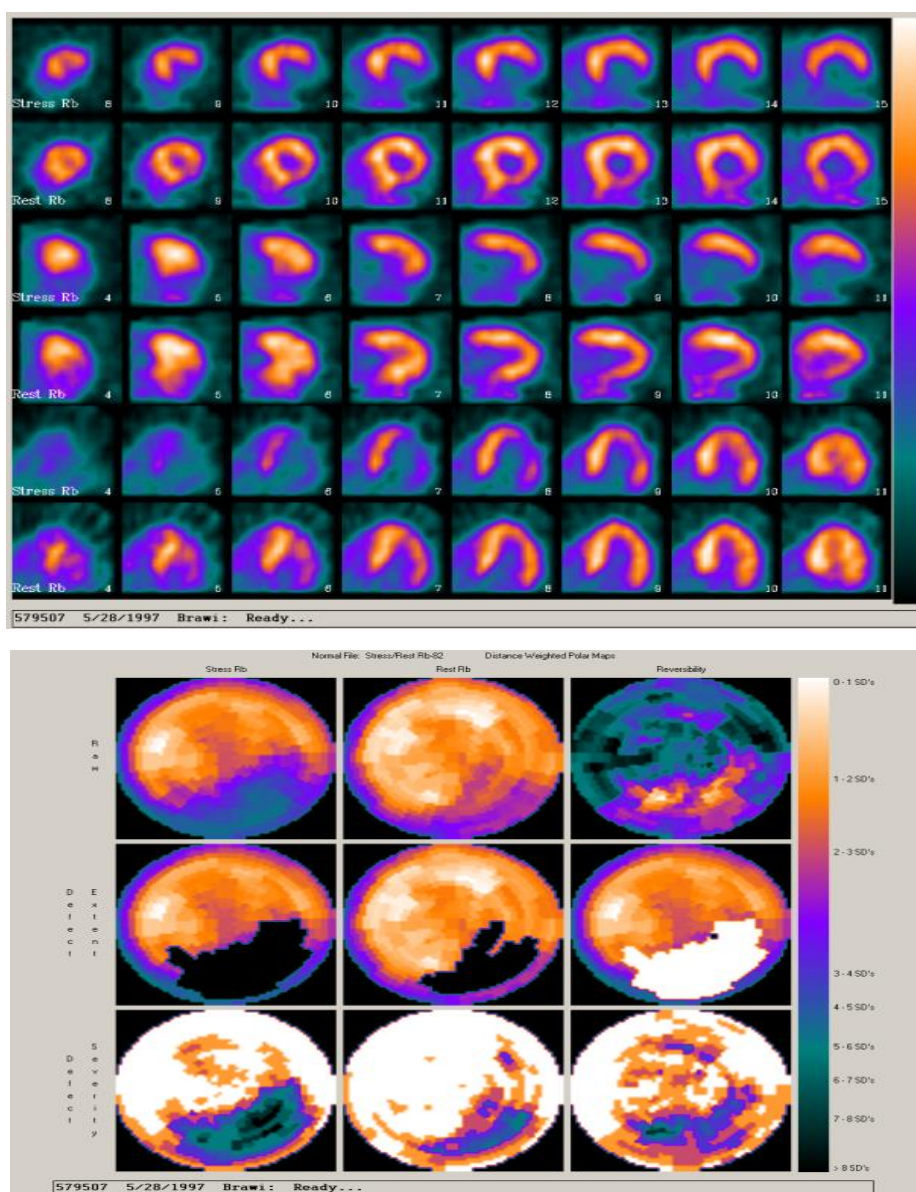 Stress Rb 8 9 10 11 12 13 14 15
Rest Rb 8 9 10 11 12 13 14 15
Stress Rb 4 5 6 7 8 9 10 11
Rest Rb 4 5 6 7 8 9 10 11
Stress Rb 4 5 6 7 8 9 10 11
Rest Rb 4 5 6 7 8 9 10 11
579507 5/28/1997 Brawi: Ready...
Normal File: Stress/Rest Rb-82 Distance Weighted Polar Maps
Stress Rb Rest Rb Reversibility
Raw
Defect Extent
Defect Severity
0 - 1 SD's
1 - 2 SD's
2 - 3 SD's
3 - 4 SD's
4 - 5 SD's
5 - 6 SD's
6 - 7 SD's
7 - 8 SD's
> 8 SD's
579507 5/28/1997 Brawi: Ready...